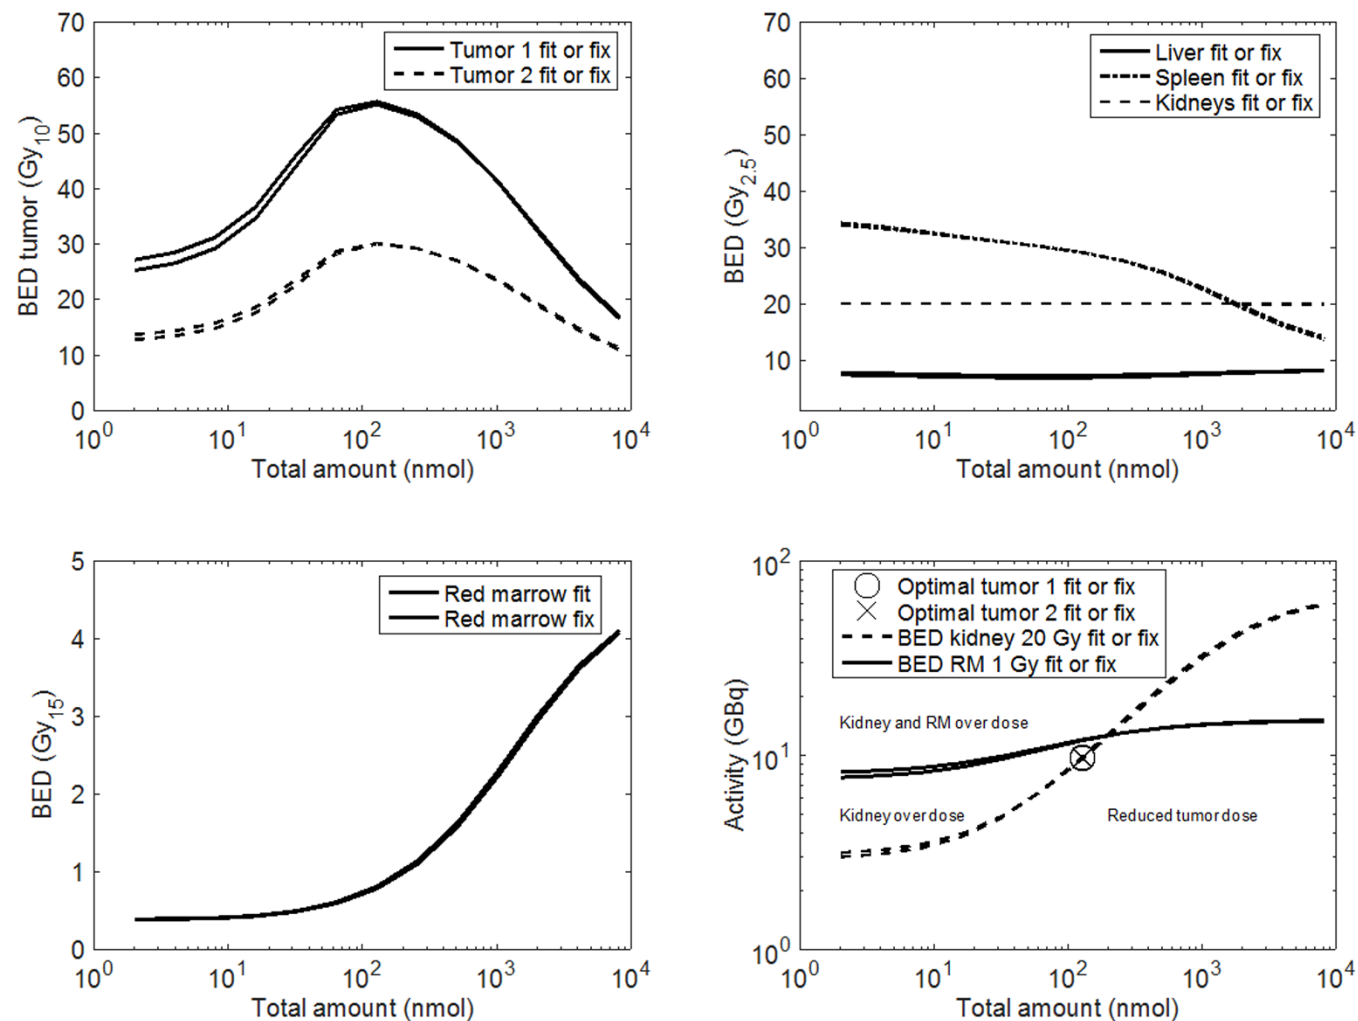 70
60
50
40
30
20
10
0
BED tumor (Gy10)
Tumor 1 fit or fix
Tumor 2 fit or fix
10^0 10^1 10^2 10^3 10^4
Total amount (nmol)
70
60
50
40
30
20
10
BED (Gy2.5)
Liver fit or fix
Spleen fit or fix
Kidneys fit or fix
10^0 10^1 10^2 10^3 10^4
Total amount (nmol)
5
4
3
2
1
0
BED (Gy15)
Red marrow fit
Red marrow fix
10^0 10^1 10^2 10^3 10^4
Total amount (nmol)
10^2
10^1
10^0
Activity (GBq)
Optimal tumor 1 fit or fix
Optimal tumor 2 fit or fix
BED kidney 20 Gy fit or fix
BED RM 1 Gy fit or fix
Kidney and RM over dose
Kidney over dose
Reduced tumor dose
10^0 10^1 10^2 10^3 10^4
Total amount (nmol)